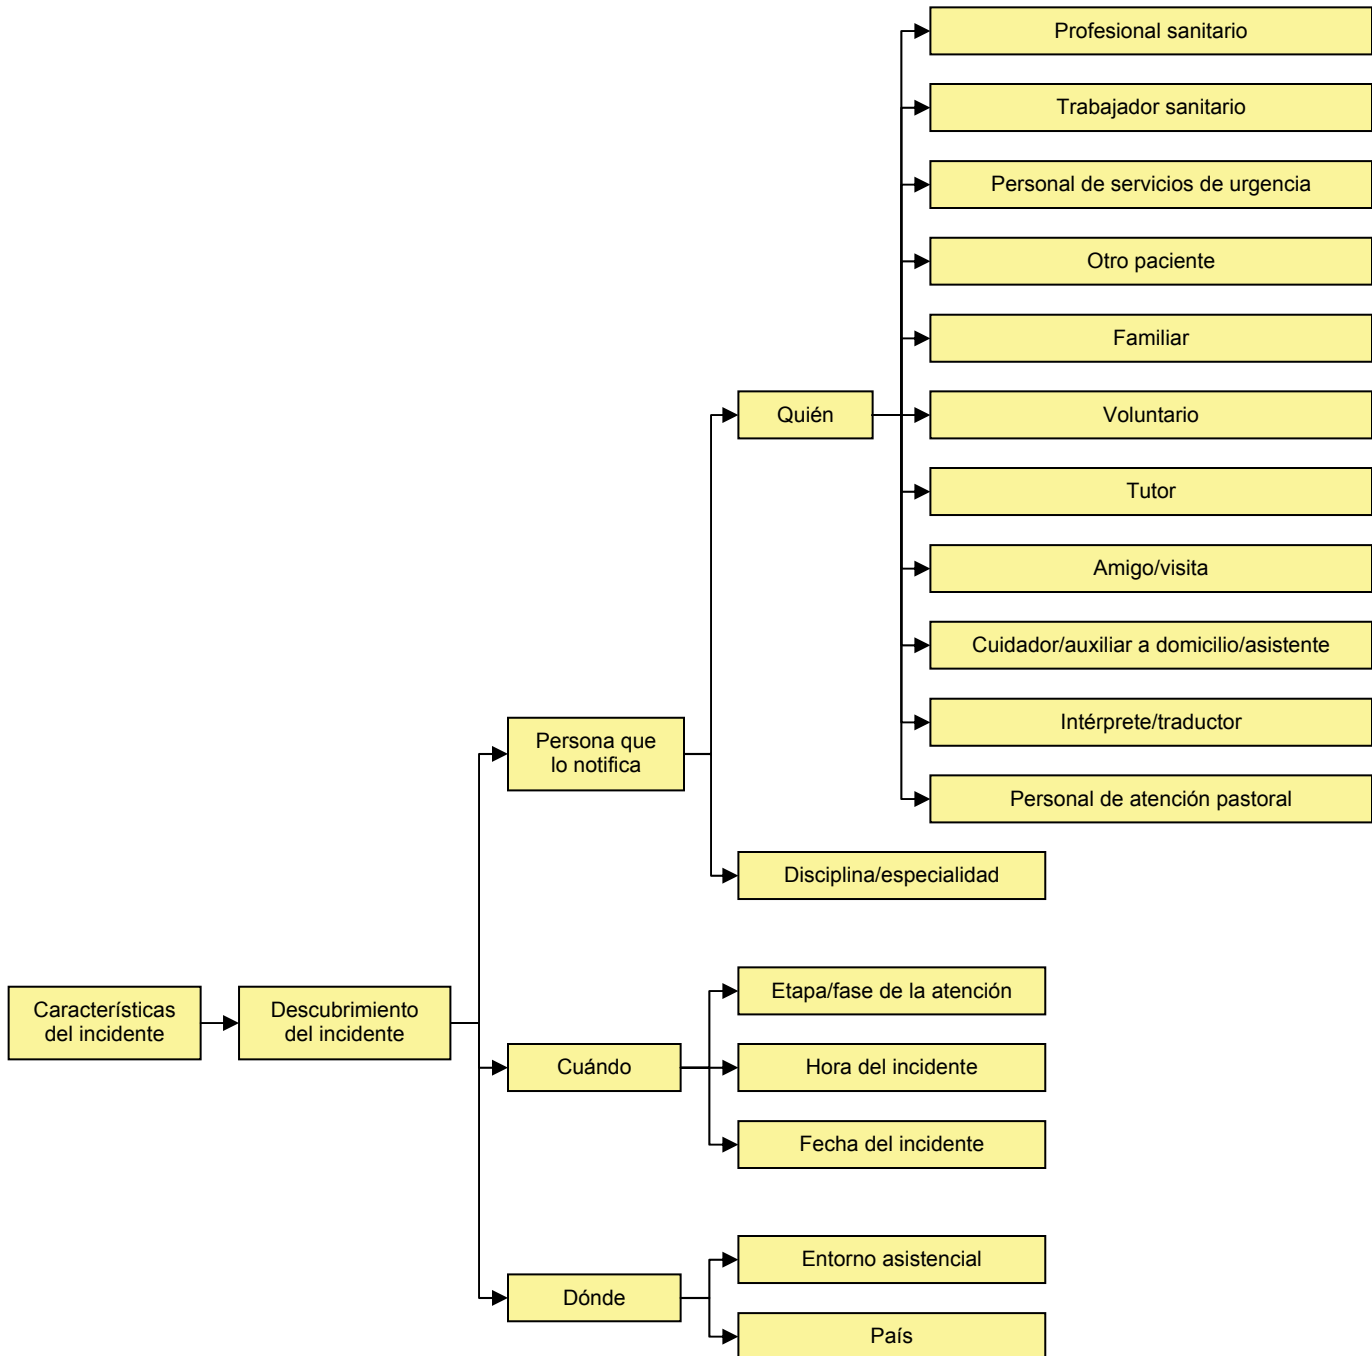 Profesional sanitario
Trabajador sanitario
Personal de servicios de urgencia
Otro paciente
Familiar
Quién
Voluntario
Tutor
Amigo/visita
Cuidador/auxiliar a domicilio/asistente
Persona que
lo notifica
Intérprete/traductor
Personal de atención pastoral
Disciplina/especialidad
Características
del incidente
Descubrimiento
del incidente
Etapa/fase de la atención
Cuándo
Hora del incidente
Fecha del incidente
Entorno asistencial
Dónde
País